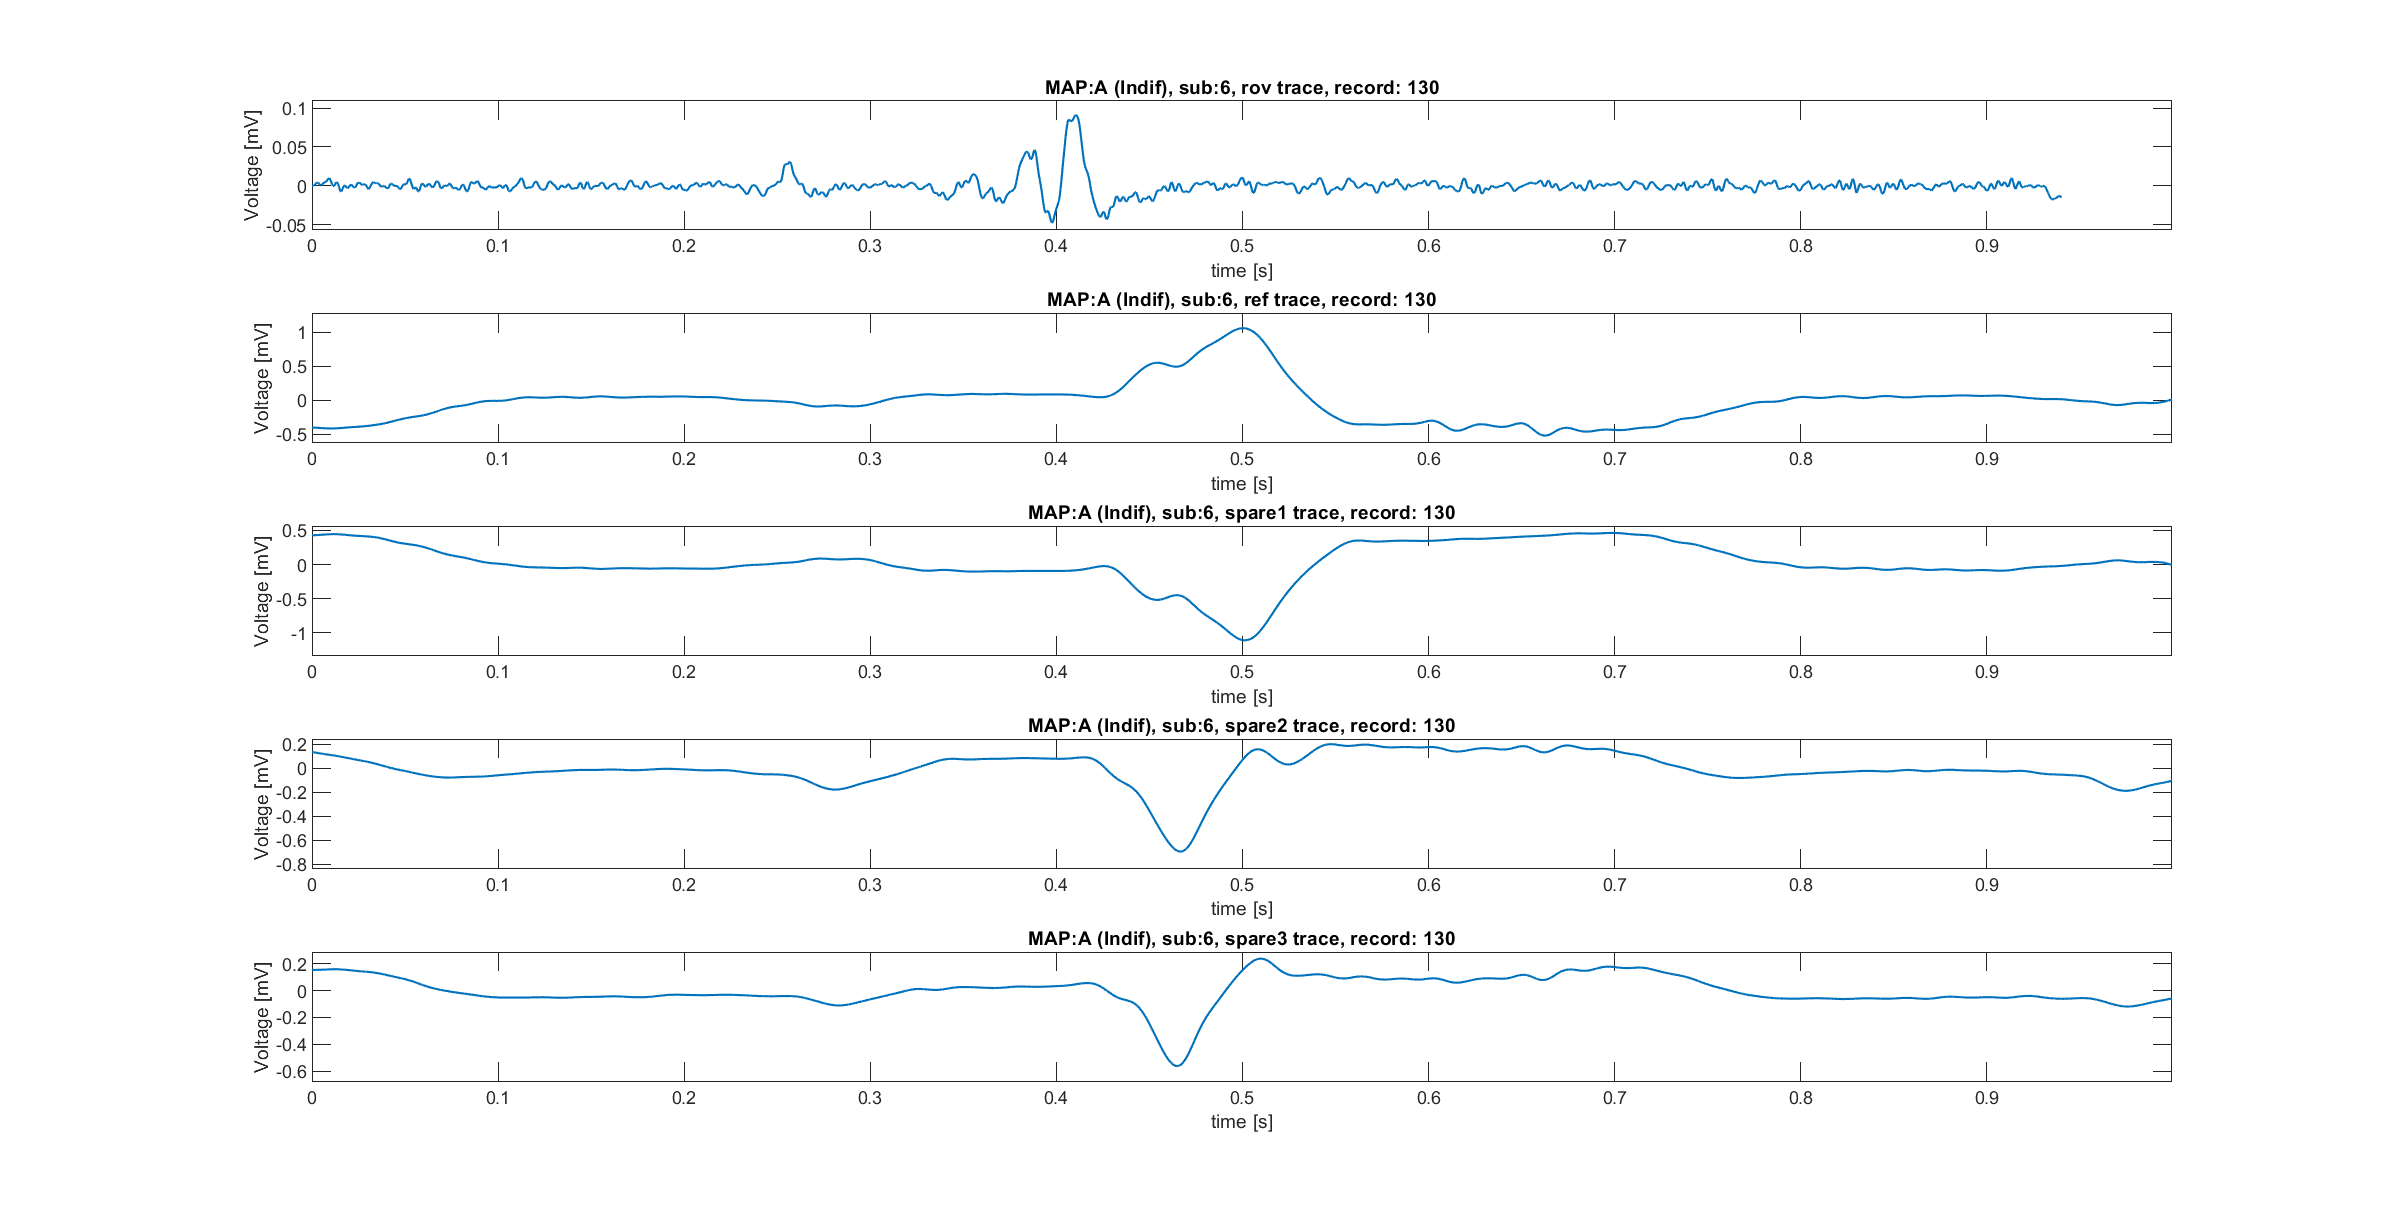 MAP:A (Indif), sub:6, rov trace, record: 130
Voltage [mV]
0.1
0.05
0
-0.05
0 0.1 0.2 0.3 0.4 0.5 0.6 0.7 0.8 0.9
time [s]
MAP:A (Indif), sub:6, ref trace, record: 130
Voltage [mV]
1
0.5
0
-0.5
0 0.1 0.2 0.3 0.4 0.5 0.6 0.7 0.8 0.9
time [s]
MAP:A (Indif), sub:6, spare1 trace, record: 130
Voltage [mV]
0.5
0
-0.5
-1
0 0.1 0.2 0.3 0.4 0.5 0.6 0.7 0.8 0.9
time [s]
MAP:A (Indif), sub:6, spare2 trace, record: 130
Voltage [mV]
0.2
0
-0.2
-0.4
-0.6
-0.8
0 0.1 0.2 0.3 0.4 0.5 0.6 0.7 0.8 0.9
time [s]
MAP:A (Indif), sub:6, spare3 trace, record: 130
Voltage [mV]
0.2
0
-0.2
-0.4
-0.6
0 0.1 0.2 0.3 0.4 0.5 0.6 0.7 0.8 0.9
time [s]